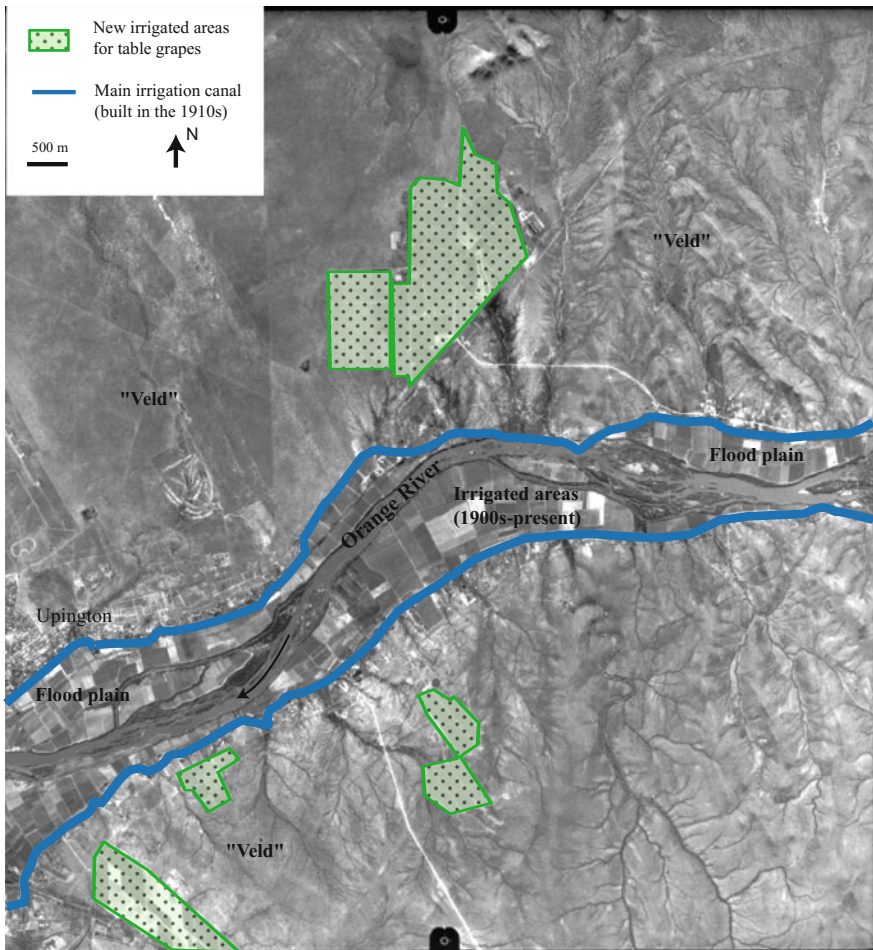 New irrigated areas
for table grapes
Main irrigation canal
(built in the 1910s)
N
500 m
"Veld"
"Veld"
Flood plain
Orange River
Irrigated areas
(1900s-present)
Upington
Flood plain
"Veld"